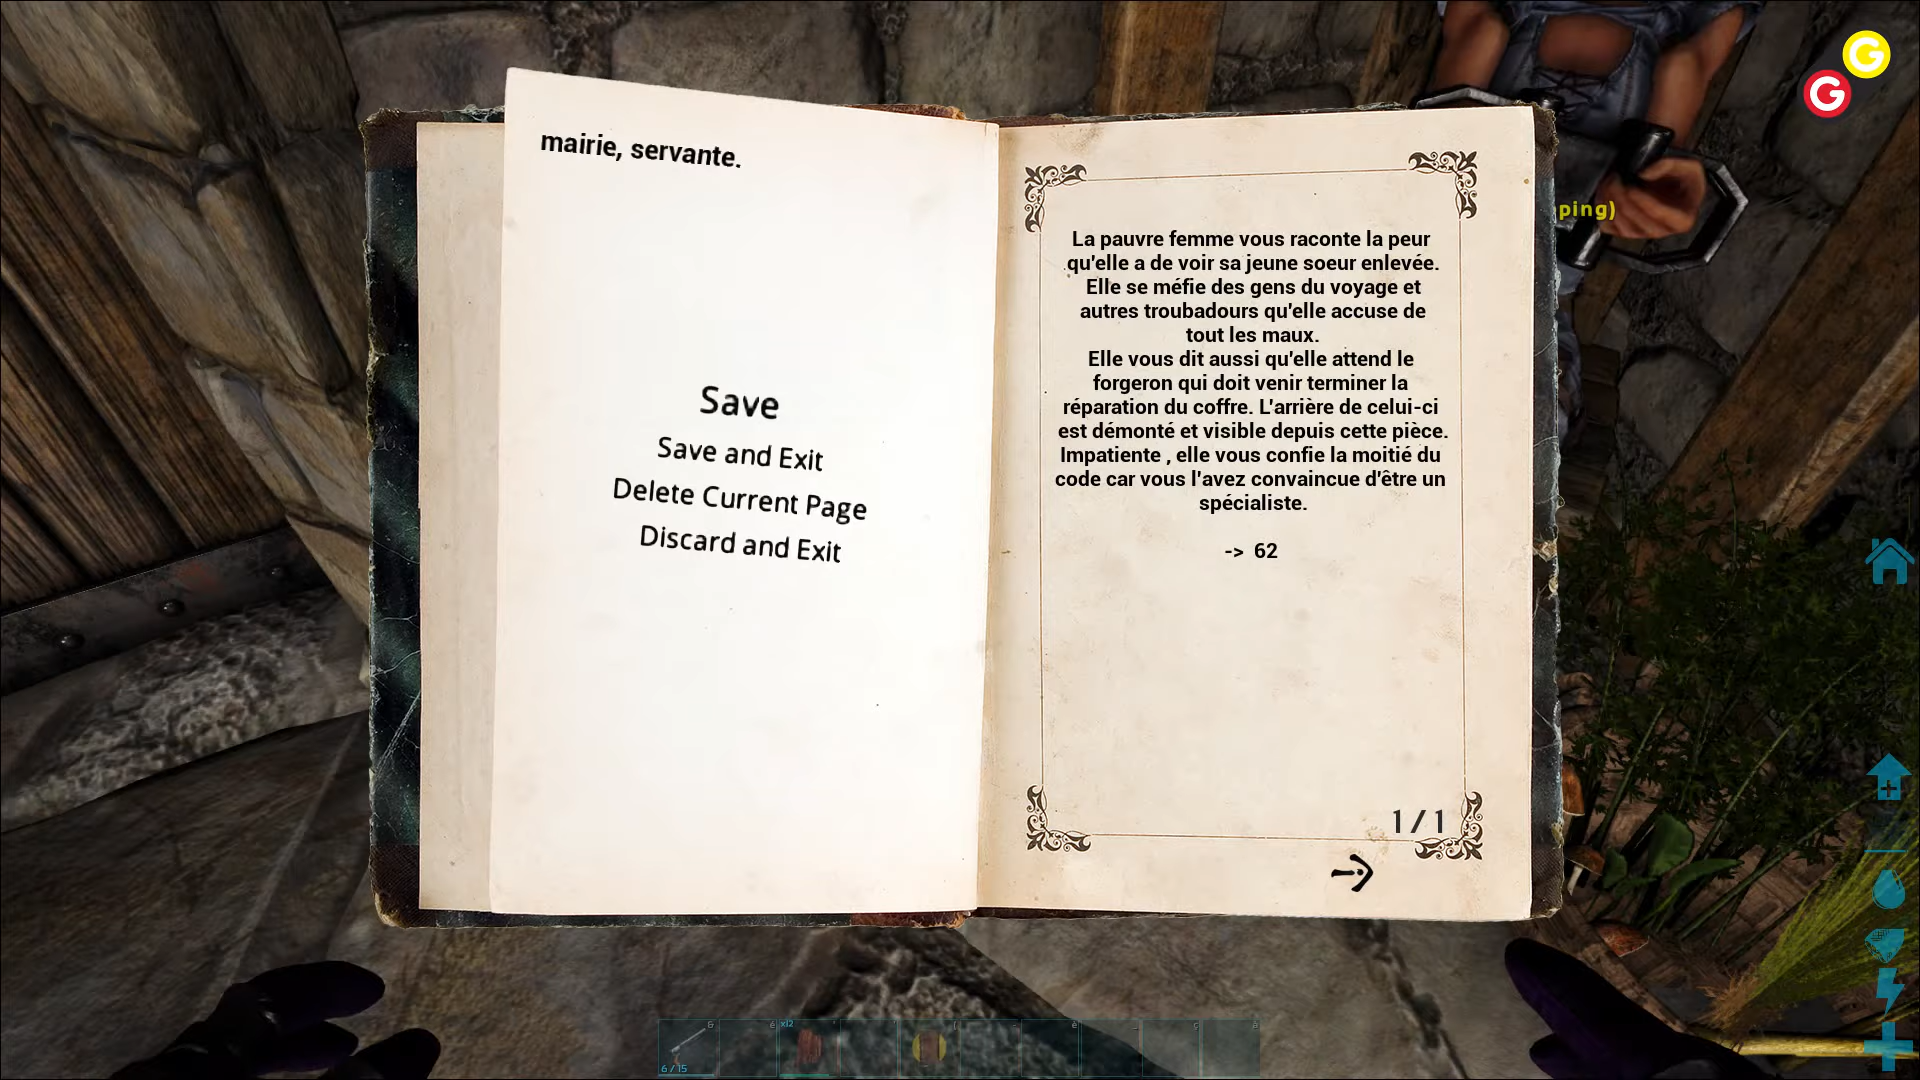 mairie, servante.
Save
Save and Exit
Delete Current Page
Discard and Exit
La pauvre femme vous raconte la peur
qu'elle a de voir sa jeune soeur enlevée.
Elle se méfie des gens du voyage et
autres troubadours qu'elle accuse de
tout les maux.
Elle vous dit aussi qu'elle attend le
forgeron qui doit venir terminer la
réparation du coffre. L'arrière de celui-ci
est démonté et visible depuis cette pièce.
Impatiente , elle vous confie la moitié du
code car vous l'avez convaincue d'être un
spécialiste.
-> 62
1 / 1
ping)
G
G
x12
6 / 15